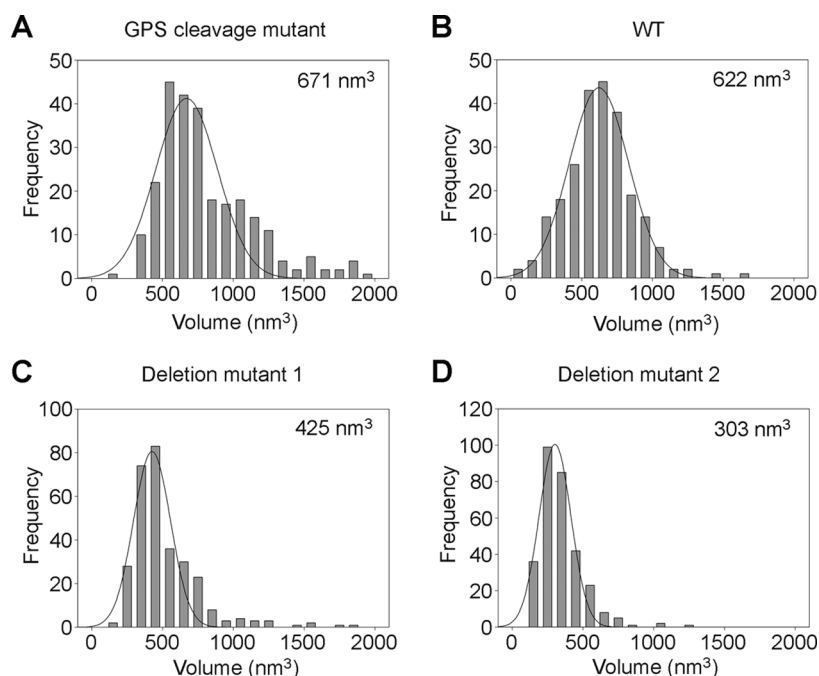 A GPS cleavage mutant
671 nm³
Frequency
50
40
30
20
10
0
0 500 1000 1500 2000
Volume (nm³)
B WT
622 nm³
Frequency
50
40
30
20
10
0
0 500 1000 1500 2000
Volume (nm³)
C Deletion mutant 1
425 nm³
Frequency
100
80
60
40
20
0
0 500 1000 1500 2000
Volume (nm³)
D Deletion mutant 2
303 nm³
Frequency
120
100
80
60
40
20
0
0 500 1000 1500 2000
Volume (nm³)